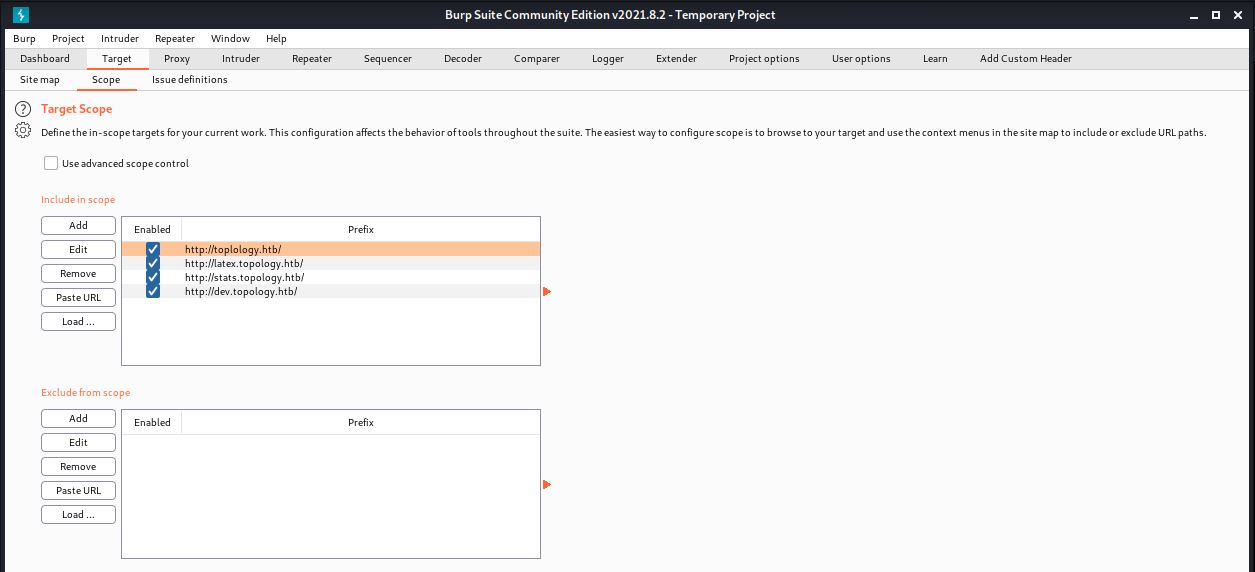 Burp Suite Community Edition v2021.8.2 - Temporary Project
Burp Project Intruder Repeater Window Help
Dashboard Target Proxy Intruder Repeater Sequencer Decoder Comparer Logger Extender Project options User options Learn Add Custom Header
Site map Scope Issue definitions
? Target Scope
Define the in-scope targets for your current work. This configuration affects the behavior of tools throughout the suite. The easiest way to configure scope is to browse to your target and use the context menus in the site map to include or exclude URL paths.
Use advanced scope control
Include in scope
Add
Enabled Prefix
Edit http://toplology.htb/
http://latex.topology.htb/
Remove http://stats.topology.htb/
Paste URL http://dev.topology.htb/
Load ...
Exclude from scope
Add Enabled Prefix
Edit
Remove
Paste URL
Load ...